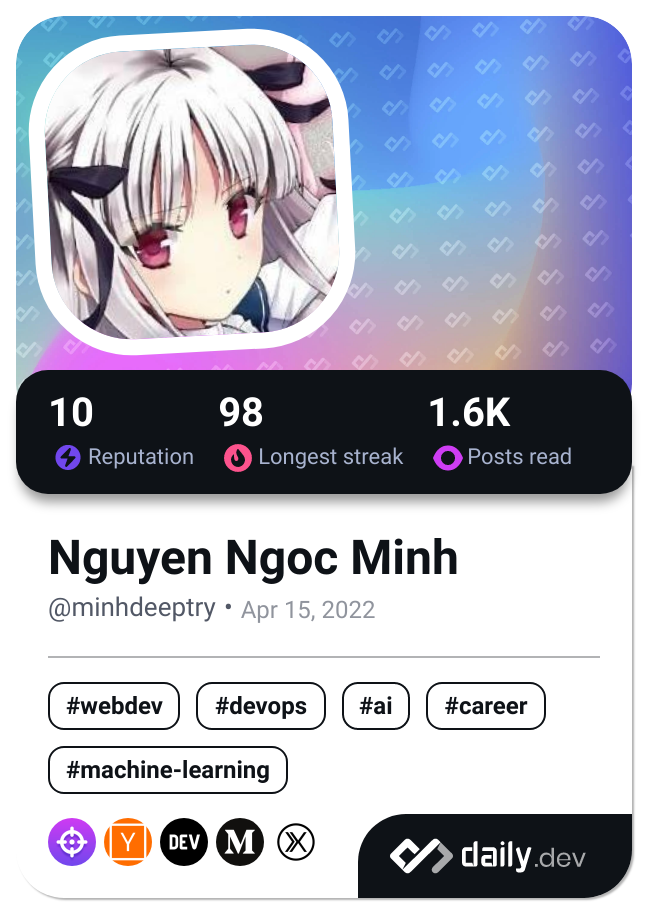 10 98 1.6K
Reputation Longest streak Posts read
Nguyen Ngoc Minh
@minhdeeptry • Apr 15, 2022
#webdev #devops #ai #career
#machine-learning
Y DEV M X
daily.dev